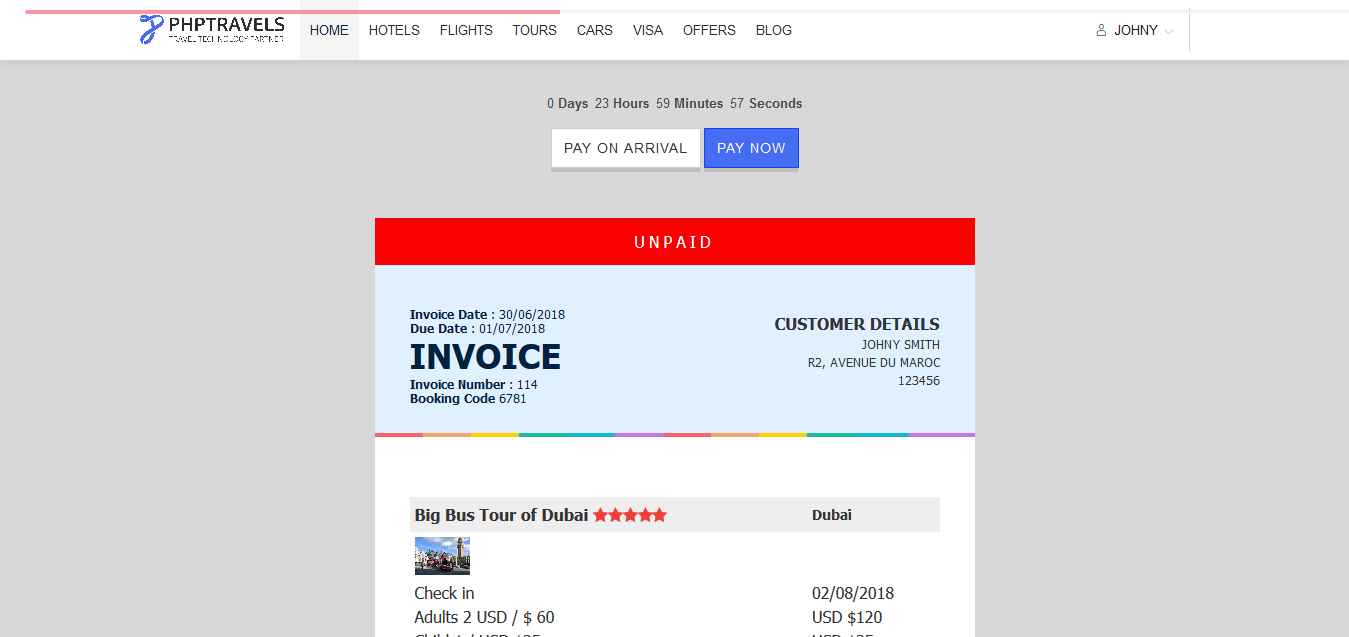 PHPTRAVELS
TRAVEL TECHNOLOGY PARTNER
HOME HOTELS FLIGHTS TOURS CARS VISA OFFERS BLOG JOHNY
0 Days 23 Hours 59 Minutes 57 Seconds
PAY ON ARRIVAL PAY NOW
UNPAID
Invoice Date : 30/06/2018
Due Date : 01/07/2018
INVOICE
Invoice Number : 114
Booking Code 6781
CUSTOMER DETAILS
JOHNY SMITH
R2, AVENUE DU MAROC
123456
Big Bus Tour of Dubai Dubai
Check in 02/08/2018
Adults 2 USD / $ 60 USD $120